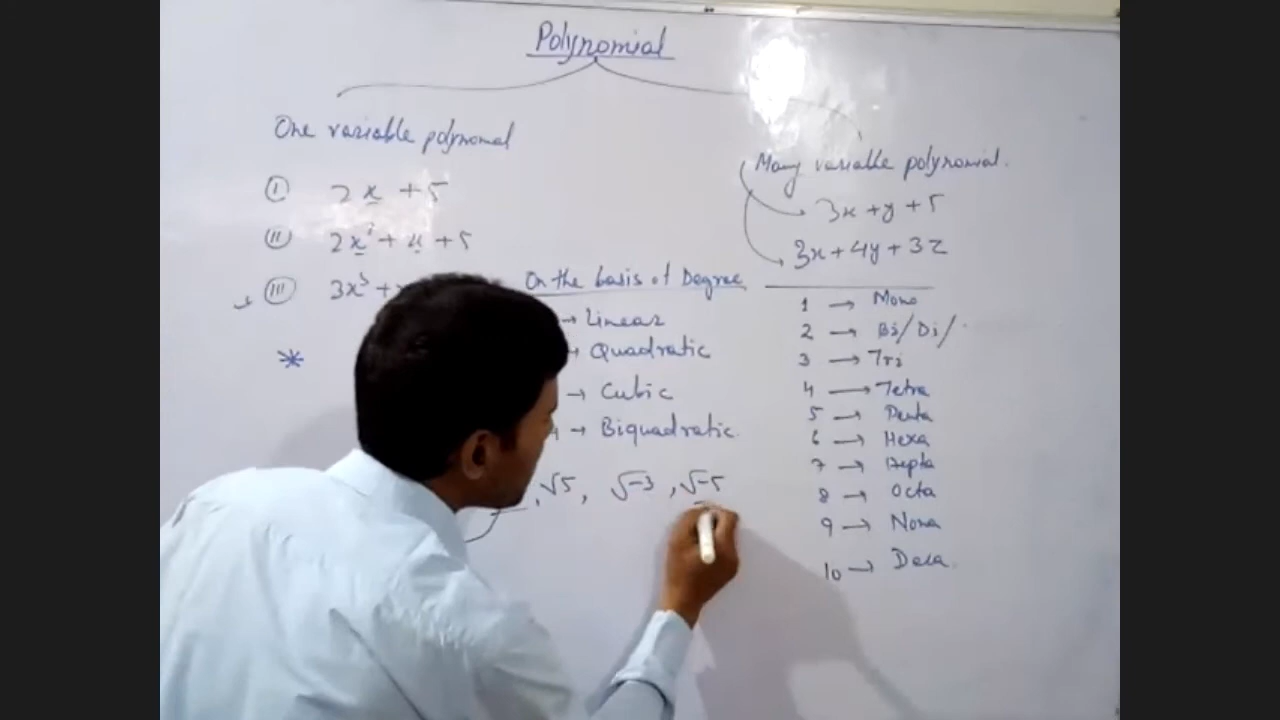 Polynomial
One variable polynomal
(I) 2x + 5
(II) 2x² + x + 5
(III) 3x³ +
*
Many variable polynomial.
3x + y + 5
3x + 4y + 3z
On the basis of Degree
→ Linear
→ Quadratic
→ Cubic
→ Biquadratic.
, √5, √-3, √-5
1 → Mono
2 → Bi/Di/
3 → Tri
4 → Tetra
5 → Penta
6 → Hexa
7 → Hepta
8 → Octa
9 → Nona
10 → Deca.